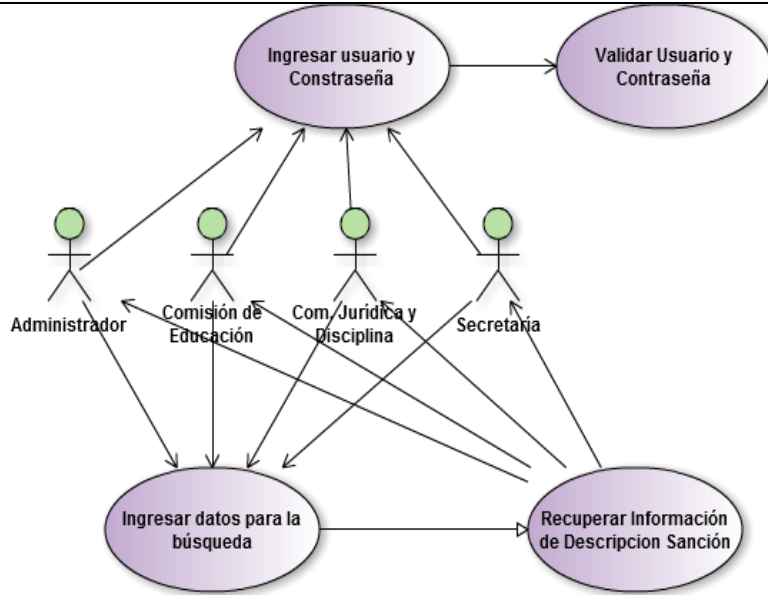 Ingresar usuario y
Constraseña
Validar Usuario y
Contraseña
Administrador
Comisión de
Educación
Com. Jurídica y
Disciplina
Secretaría
Ingresar datos para la
búsqueda
Recuperar Información
de Descripcion Sanción